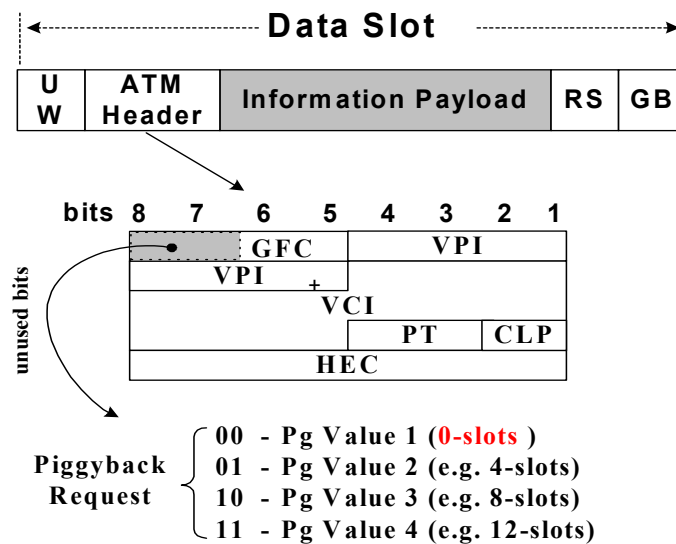 Data Slot
U W
ATM Header
Information Payload
RS
GB
bits 8 7 6 5 4 3 2 1
GFC VPI
VPI
+
VCI
PT CLP
HEC
unused bits
Piggyback Request
00 - Pg Value 1 (0-slots )
01 - Pg Value 2 (e.g. 4-slots)
10 - Pg Value 3 (e.g. 8-slots)
11 - Pg Value 4 (e.g. 12-slots)